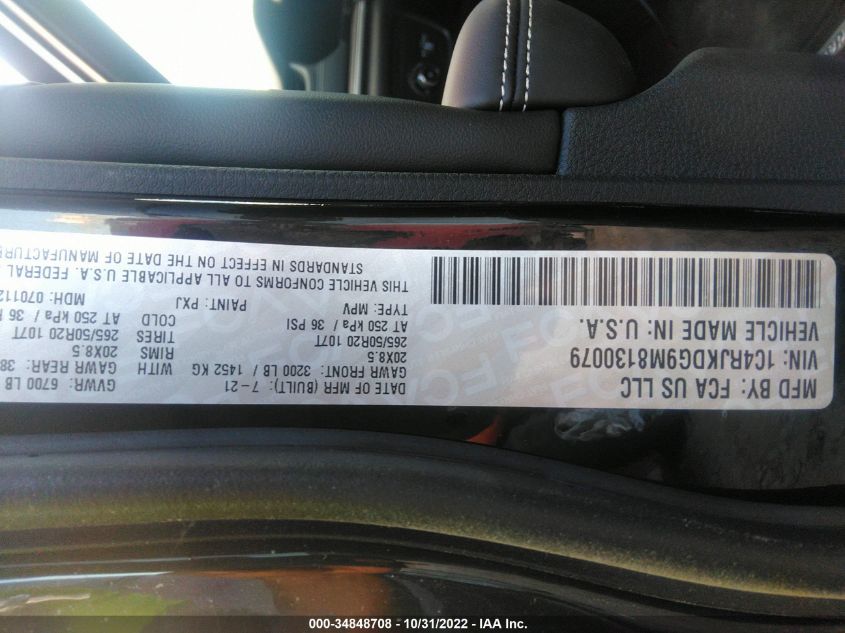 MFD BY: FCA US LLC
DATE OF MFR (BUILT): 7-21
GVWR: 6700 LB
VIN: 1C4RJKDG9M8130079
GAWR FRONT: 3200 LB / 1452 KG
WITH
GAWR REAR: 38
20X8.5
RIMS
20X8.5
265/50R20 107T
TIRES
265/50R20 107T
VEHICLE MADE IN: U.S.A.
AT 250 kPa / 36 PSI
COLD
AT 250 kPa / 36
TYPE: MPV
PAINT: PXJ
MDH: 070112
THIS VEHICLE CONFORMS TO ALL APPLICABLE U.S.A. FEDERAL
STANDARDS IN EFFECT ON THE DATE OF MANUFACTURE
000-34848708 - 10/31/2022 - IAA Inc.